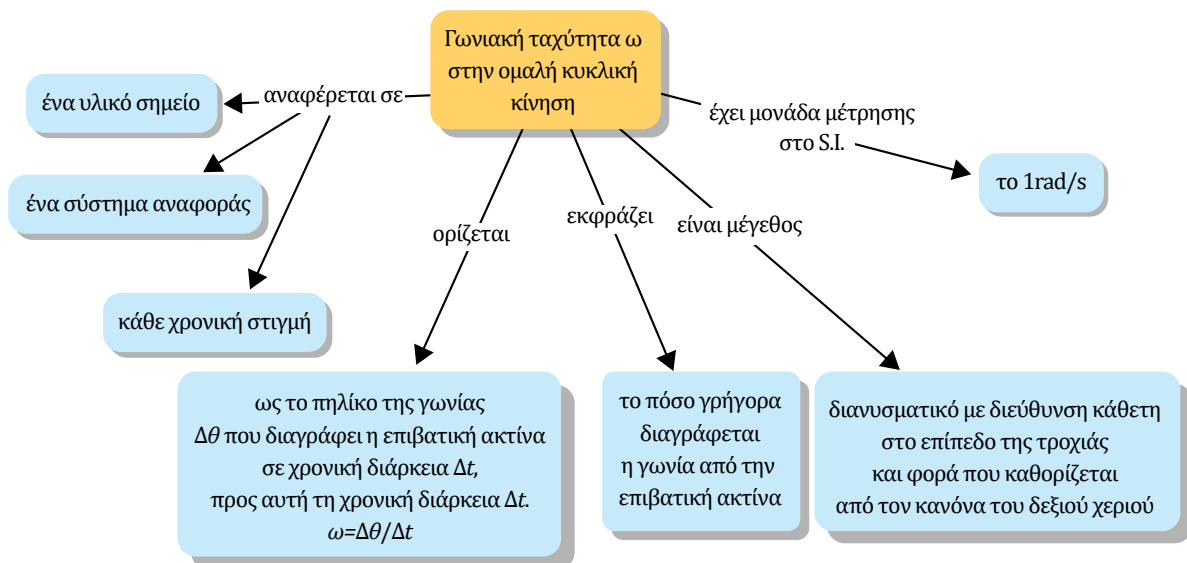 Γωνιακή ταχύτητα ω
στην ομαλή κυκλική
κίνηση
αναφέρεται σε
ένα υλικό σημείο
ένα σύστημα αναφοράς
κάθε χρονική στιγμή
ορίζεται
ως το πηλίκο της γωνίας
Δθ που διαγράφει η επιβατική ακτίνα
σε χρονική διάρκεια Δt,
προς αυτή τη χρονική διάρκεια Δt.
ω=Δθ/Δt
εκφράζει
το πόσο γρήγορα
διαγράφεται
η γωνία από την
επιβατική ακτίνα
είναι μέγεθος
διανυσματικό με διεύθυνση κάθετη
στο επίπεδο της τροχιάς
και φορά που καθορίζεται
από τον κανόνα του δεξιού χεριού
έχει μονάδα μέτρησης
στο S.I.
το 1rad/s